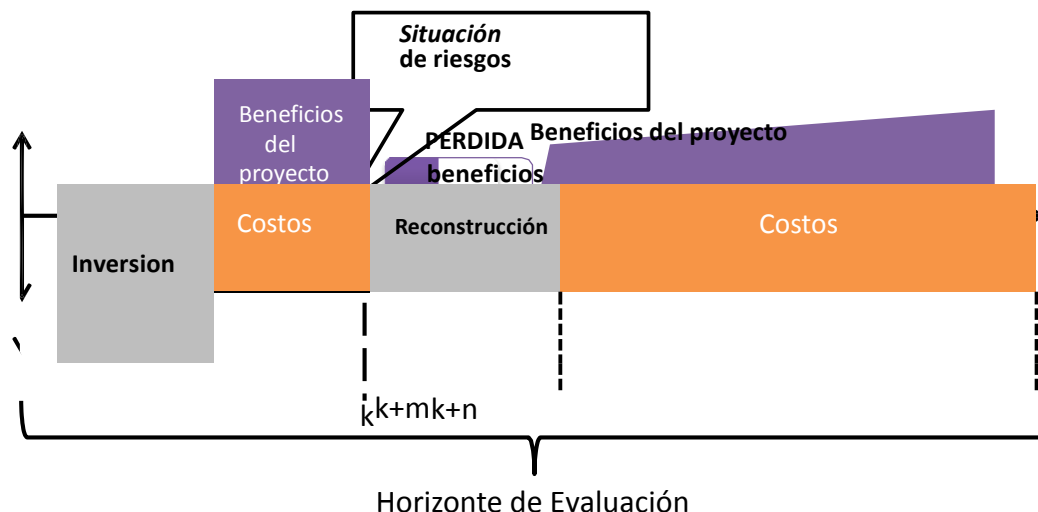 Situación
de riesgos
Beneficios
del
proyecto
PERDIDA
beneficios
Beneficios del proyecto
Costos
Reconstrucción
Costos
Inversion
k k+m k+n
Horizonte de Evaluación